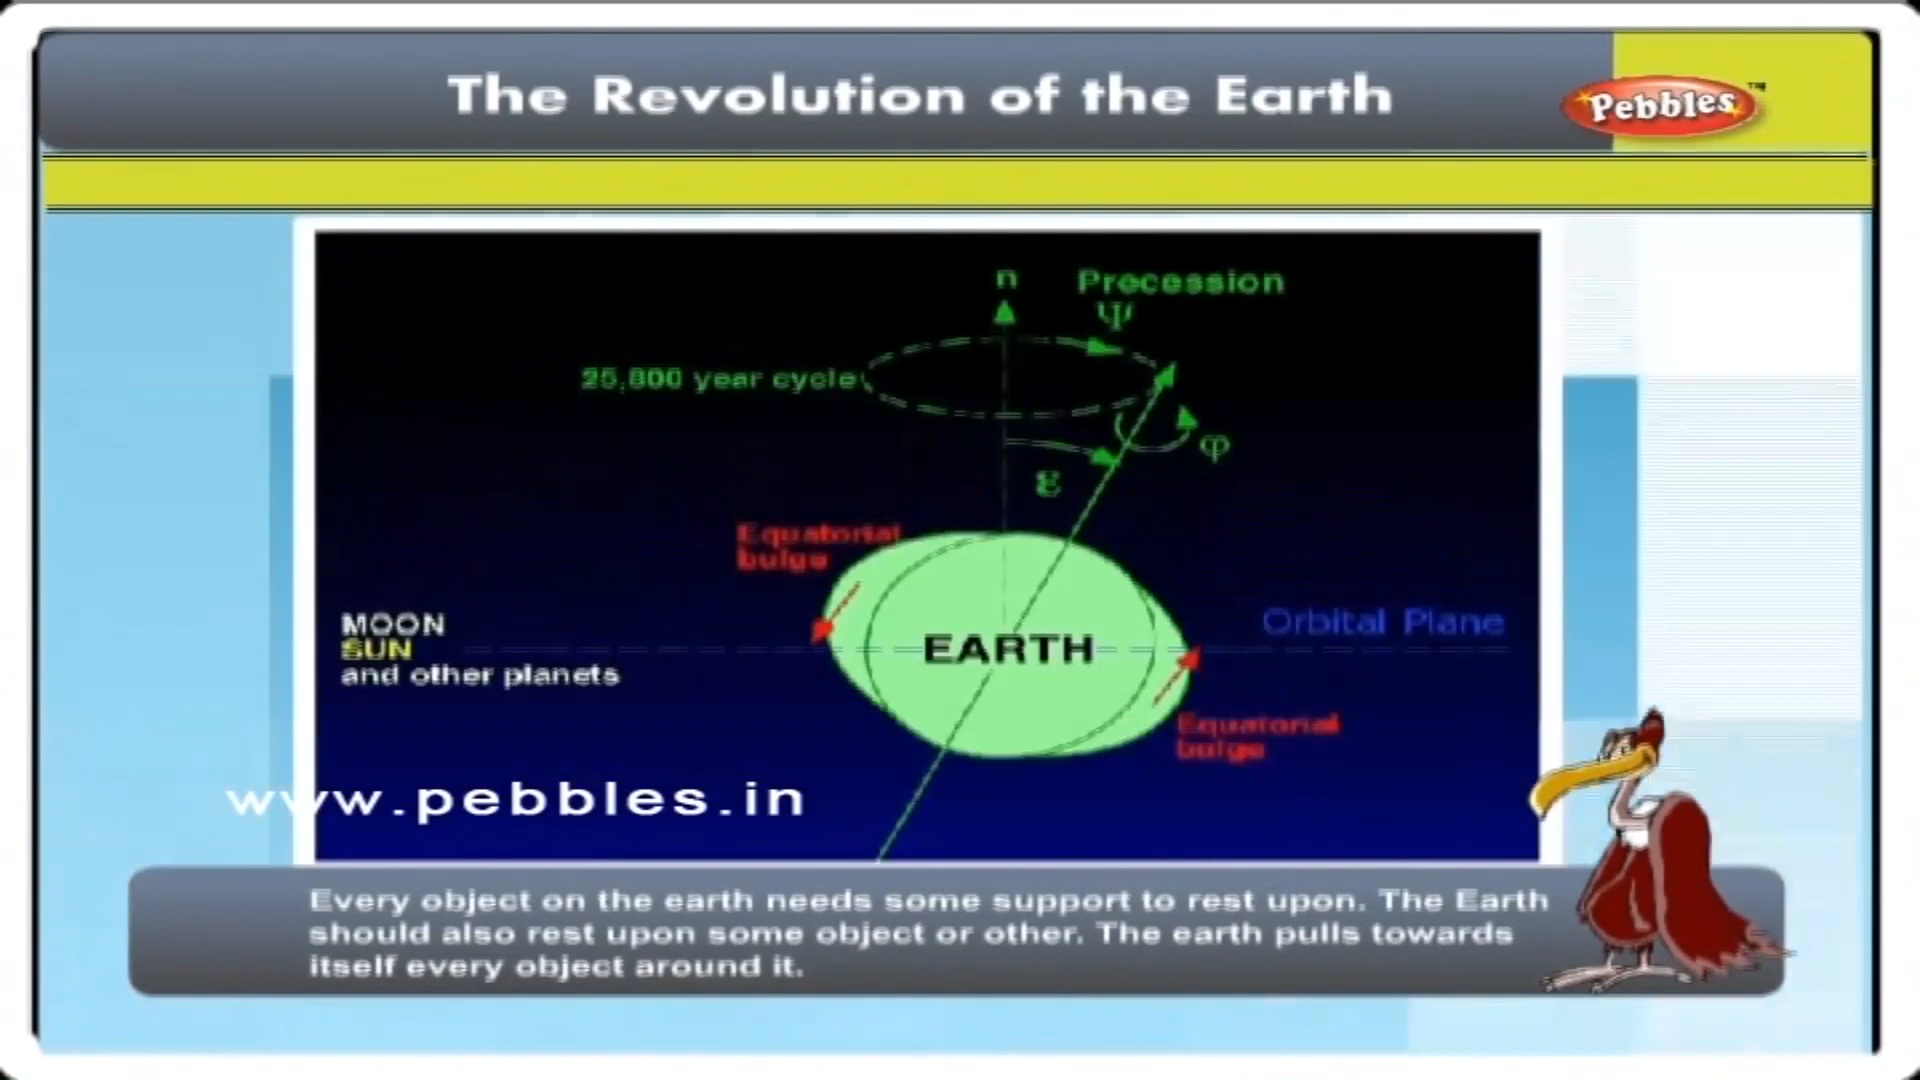 The Revolution of the Earth
Pebbles™
n
Precession
Ψ
25,800 year cycle
φ
g
Equatorial
bulge
MOON
SUN
and other planets
EARTH
Orbital Plane
Equatorial
bulge
www.pebbles.in
Every object on the earth needs some support to rest upon. The Earth
should also rest upon some object or other. The earth pulls towards
itself every object around it.